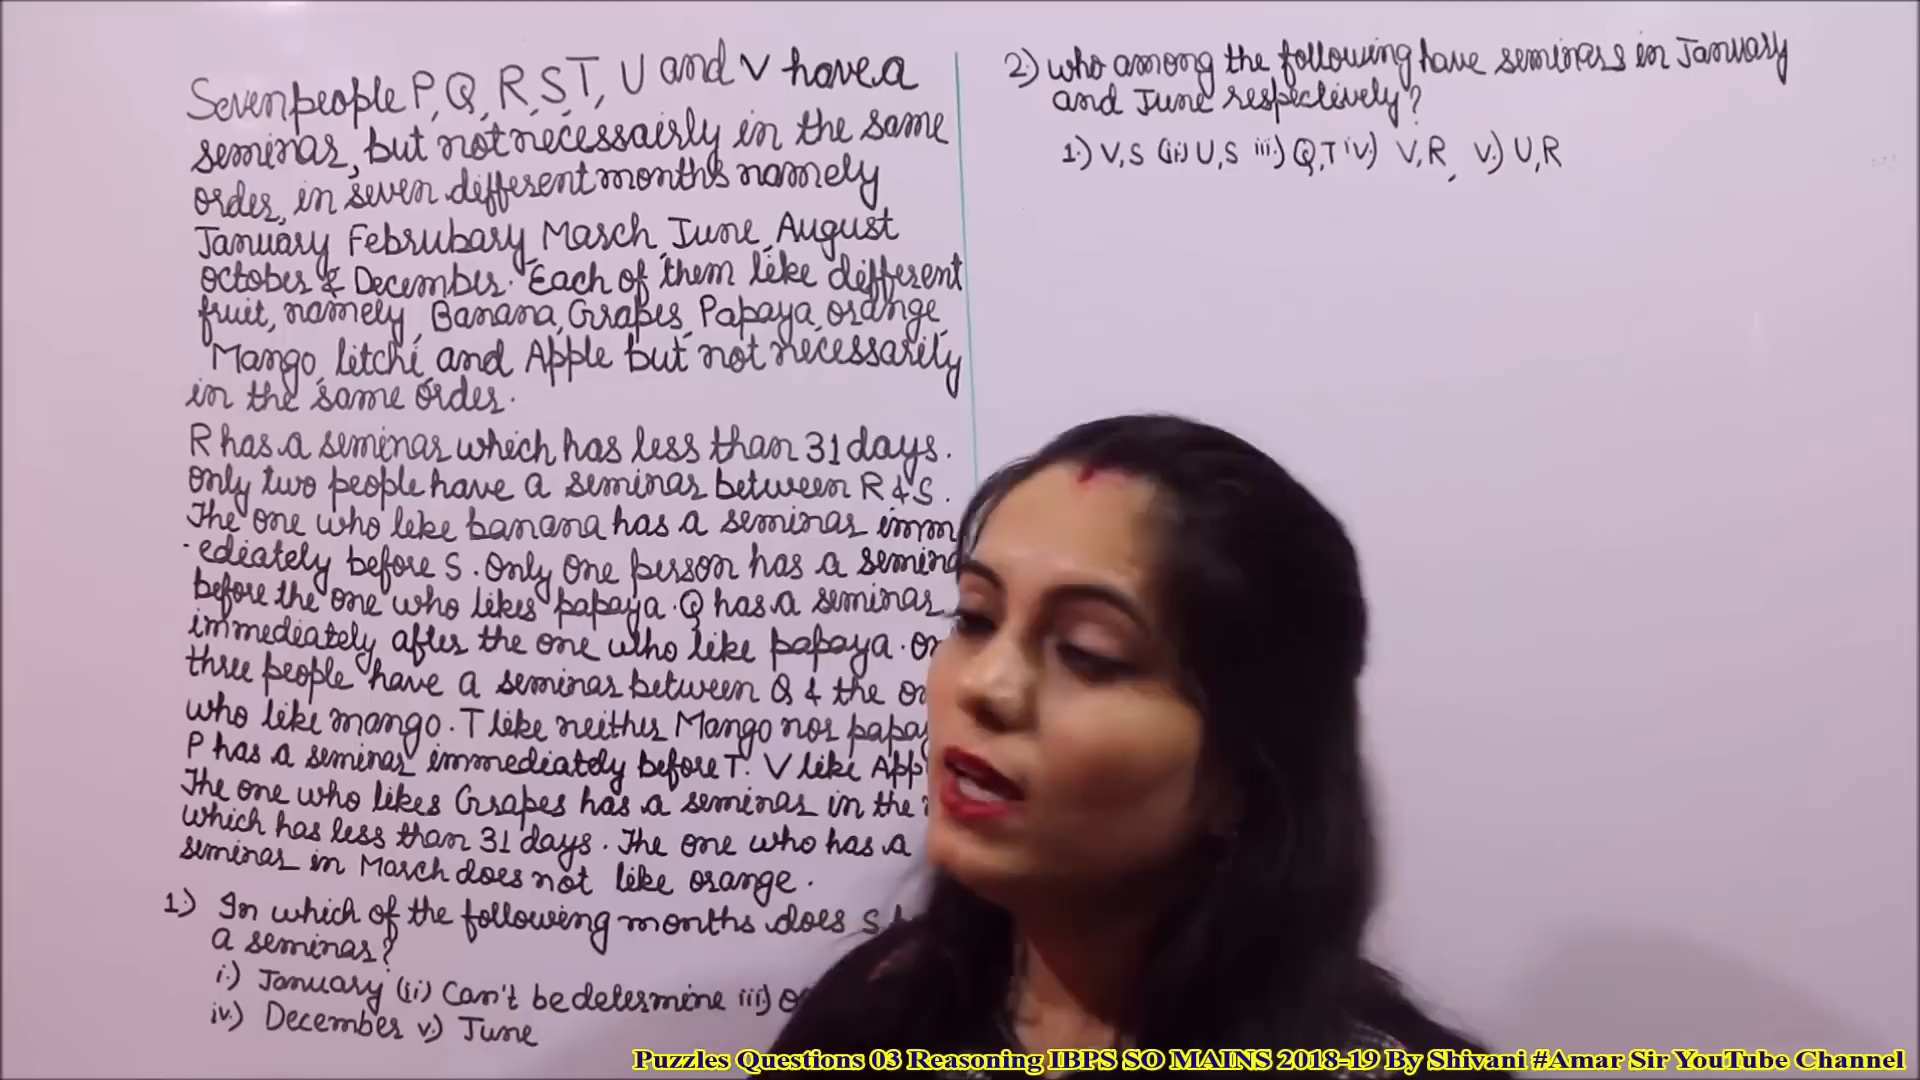 Seven people P, Q, R, S, T, U and V have a
seminar, but not necessairly in the same
order, in seven different months namely
January, Februbary, March, June, August
October & December. Each of them like different
fruit, namely, Banana, Grapes, Papaya, orange,
Mango, litchi, and Apple but not necessarily
in the same order.
R has a seminar which has less than 31 days.
only two people have a seminar between R & S.
The one who like banana has a seminar imm
-ediately before S. Only one person has a
before the one who likes papaya. Q has a seminar
immediately after the one who like papaya.
three people have a seminar between Q & the
who like mango. T like neither Mango nor
P has a seminar immediately before T. V like
The one who likes Grapes has a seminar in the
which has less than 31 days. The one who has a
seminar in March does not like orange.
1.) In which of the following months does S
a seminar?
i.) January (ii) Can't be determine iii)
iv.) December v.) June
2.) who among the following have seminars in January
and June respectively?
1.) V,S (ii) U,S iii.) Q,T iv.) V,R, v.) U,R
Puzzles Questions 03 Reasoning IBPS SO MAINS 2018-19 By Shivani #Amar Sir YouTube Channel